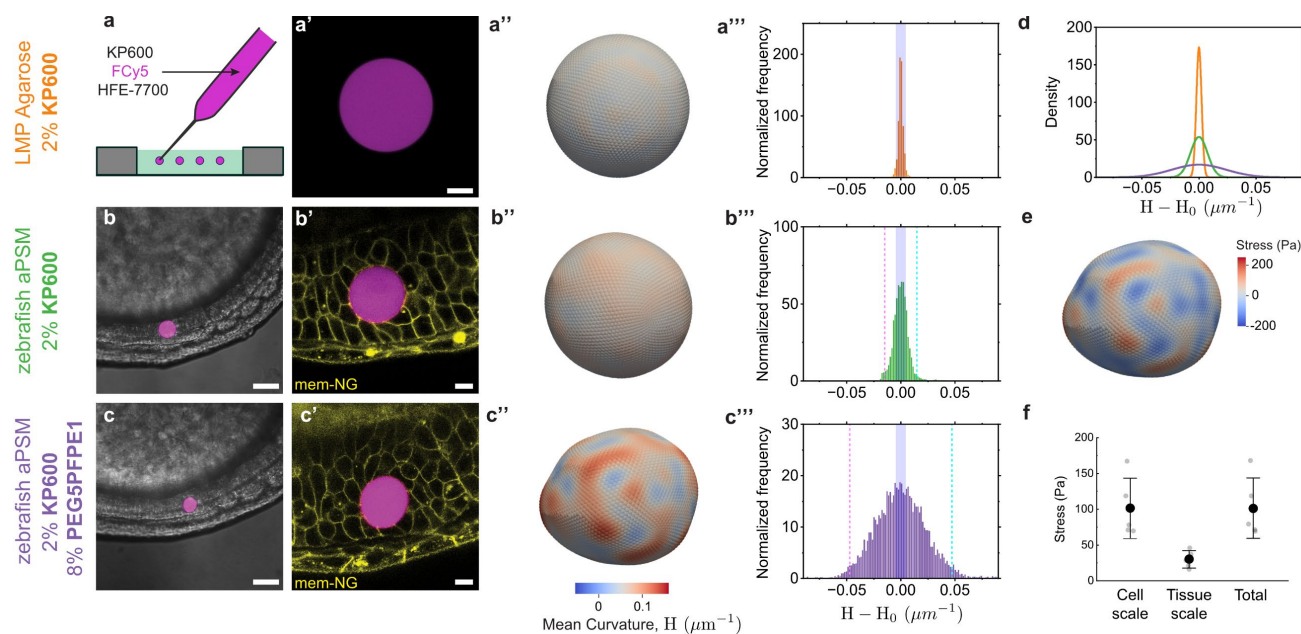 LMP Agarose
2% KP600
a
KP600
FCy5
HFE-7700
a'
a''
a'''
Normalized frequency
200
100
0
−0.05
0.00
0.05
d
Density
200
150
100
50
0
−0.05
0.00
0.05
H − H0 (μm−1)
zebrafish aPSM
2% KP600
b
b'
mem-NG
b''
b'''
Normalized frequency
100
50
0
−0.05
0.00
0.05
e
Stress (Pa)
200
0
-200
zebrafish aPSM
2% KP600
8% PEG5PFPE1
c
c'
mem-NG
c''
0
0.1
Mean Curvature, H (μm−1)
c'''
Normalized frequency
30
20
10
0
−0.05
0.00
0.05
H − H0 (μm−1)
f
Stress (Pa)
200
150
100
50
0
Cell
scale
Tissue
scale
Total